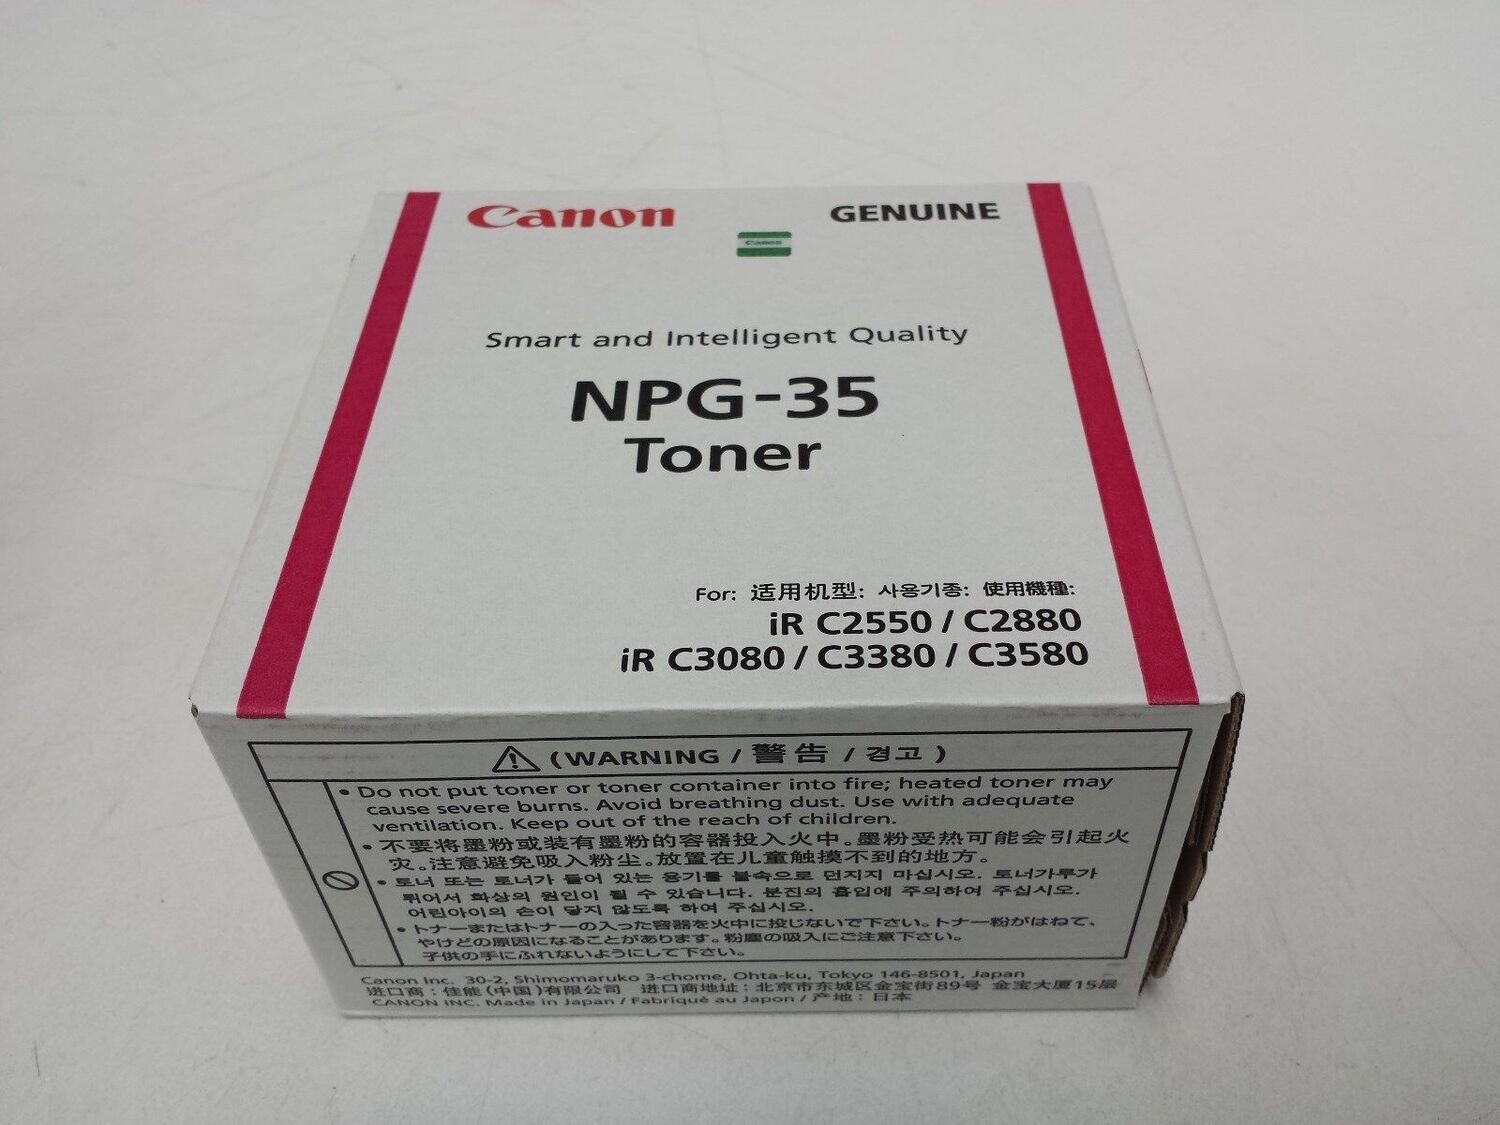 Canon
GENUINE
Canon
Smart and Intelligent Quality
NPG-35
Toner
For: 适用机型: 사용기종: 使用機種:
iR C2550 / C2880
iR C3080 / C3380 / C3580
(WARNING / 警告 / 경고 )
• Do not put toner or toner container into fire; heated toner may
cause severe burns. Avoid breathing dust. Use with adequate
ventilation. Keep out of the reach of children.
• 不要将墨粉或装有墨粉的容器投入火中。墨粉受热可能会引起火
灾。注意避免吸入粉尘。放置在儿童触摸不到的地方。
• 토너 또는 토너가 들어 있는 용기를 불속으로 던지지 마십시오. 토너가루가
튀어서 화상의 원인이 될 수 있습니다. 분진의 흡입에 주의하여 주십시오.
어린아이의 손이 닿지 않도록 하여 주십시오.
• トナーまたはトナーの入った容器を火中に投じないで下さい。トナー粉がはねて、
やけどの原因になることがあります。粉塵の吸入にご注意下さい。
子供の手にふれないようにして下さい。
Canon Inc. 30-2, Shimomaruko 3-chome, Ohta-ku, Tokyo 146-8501, Japan
进口商：佳能(中国)有限公司 进口商地址：北京市东城区金宝街89号 金宝大厦15层
CANON INC. Made in Japan / Fabriqué au Japon / 产地：日本